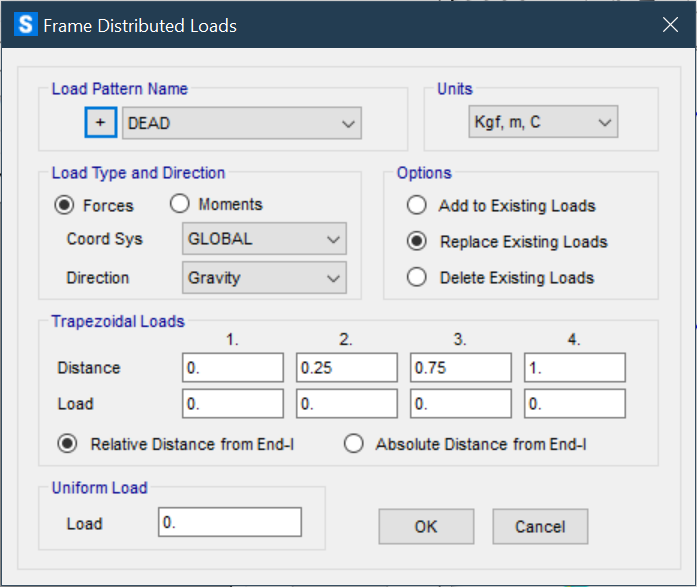 S Frame Distributed Loads
Load Pattern Name
+ DEAD
Units
Kgf, m, C
Load Type and Direction
Forces Moments
Coord Sys GLOBAL
Direction Gravity
Options
Add to Existing Loads
Replace Existing Loads
Delete Existing Loads
Trapezoidal Loads
1. 2. 3. 4.
Distance 0. 0.25 0.75 1.
Load 0. 0. 0. 0.
Relative Distance from End-I Absolute Distance from End-I
Uniform Load
Load 0.
OK Cancel